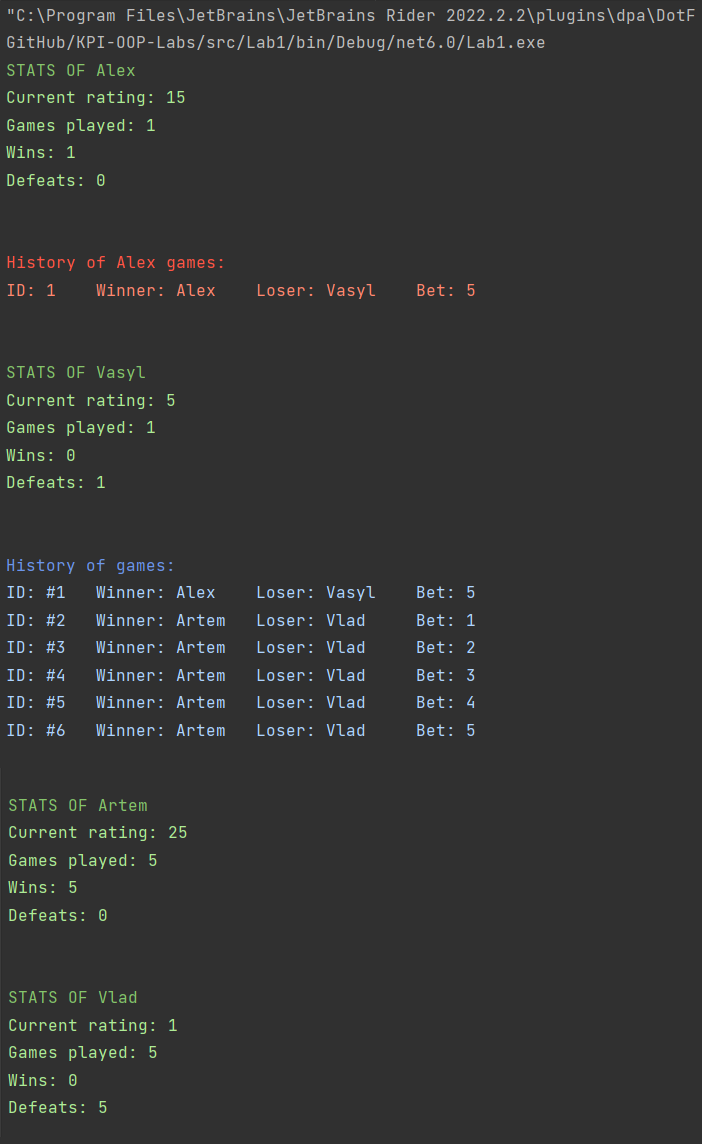 "C:\Program Files\JetBrains\JetBrains Rider 2022.2.2\plugins\dpa\DotF
GitHub/KPI-OOP-Labs/src/Lab1/bin/Debug/net6.0/Lab1.exe
STATS OF Alex
Current rating: 15
Games played: 1
Wins: 1
Defeats: 0
History of Alex games:
ID: 1    Winner: Alex    Loser: Vasyl    Bet: 5
STATS OF Vasyl
Current rating: 5
Games played: 1
Wins: 0
Defeats: 1
History of games:
ID: #1   Winner: Alex    Loser: Vasyl    Bet: 5
ID: #2   Winner: Artem   Loser: Vlad     Bet: 1
ID: #3   Winner: Artem   Loser: Vlad     Bet: 2
ID: #4   Winner: Artem   Loser: Vlad     Bet: 3
ID: #5   Winner: Artem   Loser: Vlad     Bet: 4
ID: #6   Winner: Artem   Loser: Vlad     Bet: 5
STATS OF Artem
Current rating: 25
Games played: 5
Wins: 5
Defeats: 0
STATS OF Vlad
Current rating: 1
Games played: 5
Wins: 0
Defeats: 5